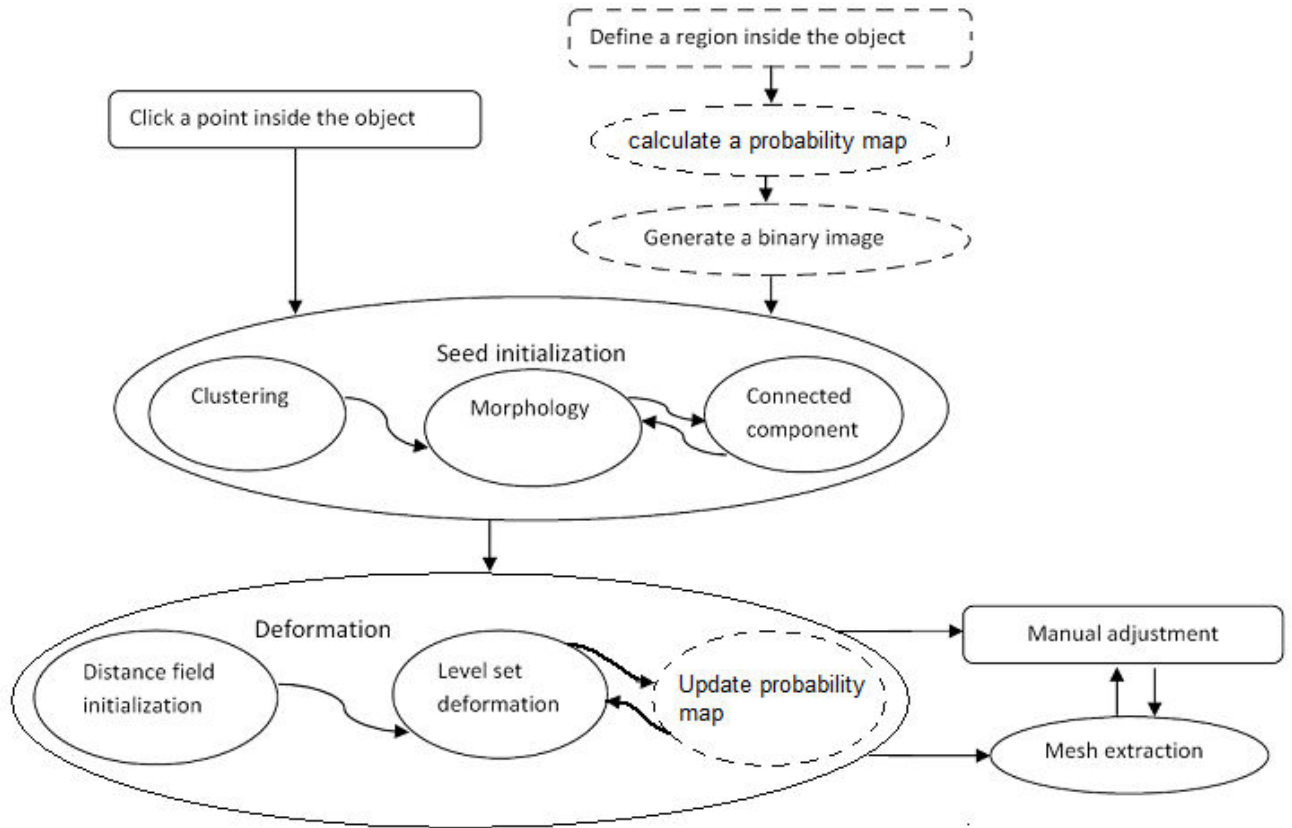 Define a region inside the object
Click a point inside the object
calculate a probability map
Generate a binary image
Seed initialization
Clustering
Morphology
Connected
component
Deformation
Distance field
initialization
Level set
deformation
Update probability
map
Manual adjustment
Mesh extraction